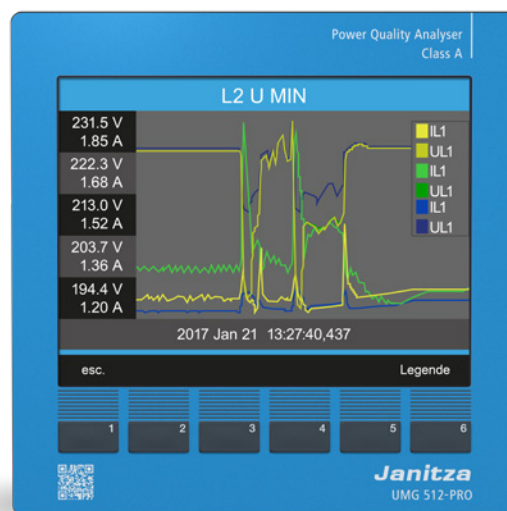 Power Quality Analyser
Class A
L2 U MIN
231.5 V
1.85 A
222.3 V
1.68 A
213.0 V
1.52 A
203.7 V
1.36 A
194.4 V
1.20 A
IL1
UL1
IL1
UL1
IL1
UL1
2017 Jan 21 13:27:40,437
esc.
Legende
1 2 3 4 5 6
Janitza
UMG 512-PRO